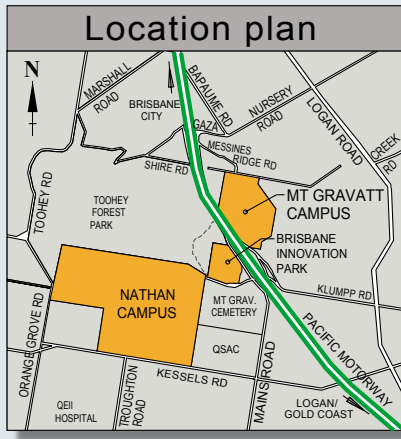 Location plan
N
MARSHALL
ROAD
BRISBANE
CITY
BAPAUME RD
GAZA
NURSERY
ROAD
LOGAN ROAD
MESSINES
RIDGE RD
CREEK
RD
SHIRE RD
TOOHEY RD
TOOHEY
FOREST
PARK
MT GRAVATT
CAMPUS
BRISBANE
INNOVATION
PARK
NATHAN
CAMPUS
MT GRAV.
CEMETERY
KLUMPP RD
ORANGE GROVE RD
QSAC
PACIFIC MOTORWAY
KESSELS RD
MAINS ROAD
QEII
HOSPITAL
TROUGHTON
ROAD
LOGAN/
GOLD COAST